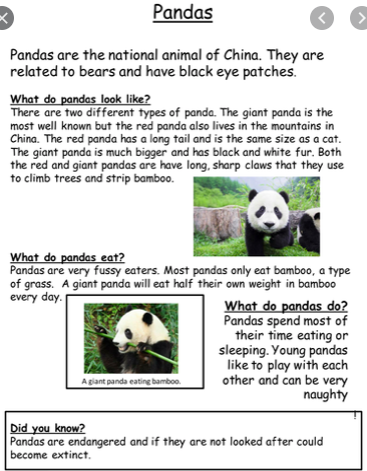 Pandas
Pandas are the national animal of China. They are
related to bears and have black eye patches.
What do pandas look like?
There are two different types of panda. The giant panda is the
most well known but the red panda also lives in the mountains in
China. The red panda has a long tail and is the same size as a cat.
The giant panda is much bigger and has black and white fur. Both
the red and giant pandas are have long, sharp claws that they use
to climb trees and strip bamboo.
What do pandas eat?
Pandas are very fussy eaters. Most pandas only eat bamboo, a type
of grass. A giant panda will eat half their own weight in bamboo
every day.
A giant panda eating bamboo.
What do pandas do?
Pandas spend most of
their time eating or
sleeping. Young pandas
like to play with each
other and can be very
naughty
!
Did you know?
Pandas are endangered and if they are not looked after could
become extinct.